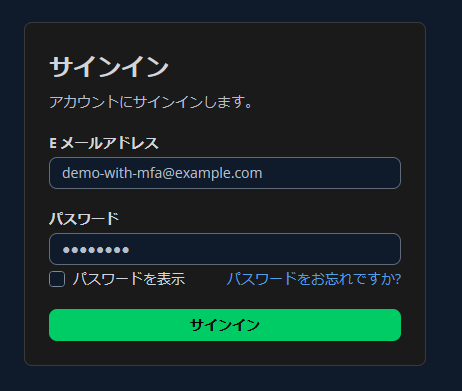 サインイン
アカウントにサインインします。
E メールアドレス
demo-with-mfa@example.com
パスワード
●●●●●●●●
パスワードを表示 パスワードをお忘れですか?
サインイン